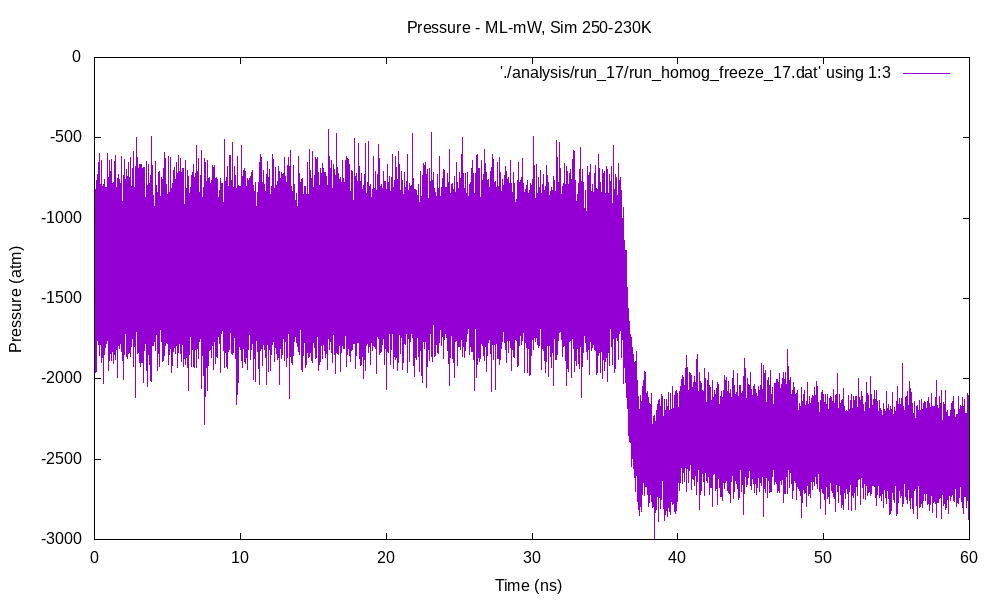 Pressure - ML-mW, Sim 250-230K
'./analysis/run_17/run_homog_freeze_17.dat' using 1:3
0
-500
-1000
-1500
-2000
-2500
-3000
Pressure (atm)
0 10 20 30 40 50 60
Time (ns)